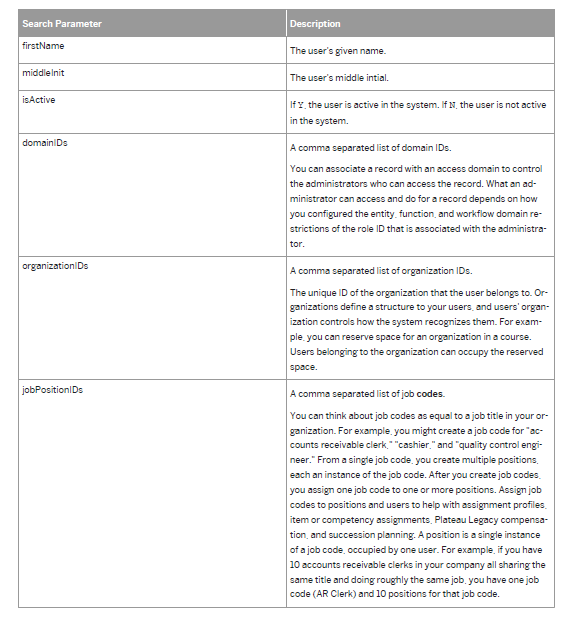 Search Parameter
Description
firstName
The user's given name.
middleInit
The user's middle intial.
isActive
If Y, the user is active in the system. If N, the user is not active
in the system.
domainIDs
A comma separated list of domain IDs.
You can associate a record with an access domain to control
the administrators who can access the record. What an ad-
ministrator can access and do for a record depends on how
you configured the entity, function, and workflow domain re-
strictions of the role ID that is associated with the administra-
tor.
organizationIDs
A comma separated list of organization IDs.
The unique ID of the organization that the user belongs to. Or-
ganizations define a structure to your users, and users' organ-
ization controls how the system recognizes them. For exam-
ple, you can reserve space for an organization in a course.
Users belonging to the organization can occupy the reserved
space.
jobPositionIDs
A comma separated list of job codes.
You can think about job codes as equal to a job title in your or-
ganization. For example, you might create a job code for "ac-
counts receivable clerk," "cashier," and "quality control engi-
neer." From a single job code, you create multiple positions,
each an instance of the job code. After you create job codes,
you assign one job code to one or more positions. Assign job
codes to positions and users to help with assignment profiles,
item or competency assignments, Plateau Legacy compensa-
tion, and succession planning. A position is a single instance
of a job code, occupied by one user. For example, if you have
10 accounts receivable clerks in your company all sharing the
same title and doing roughly the same job, you have one job
code (AR Clerk) and 10 positions for that job code.